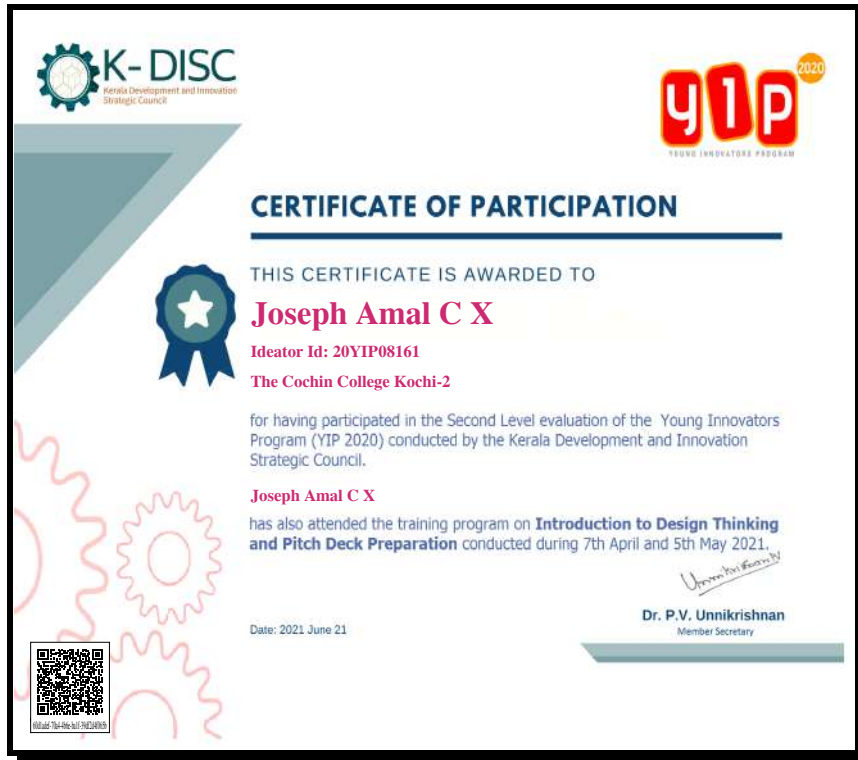 K-DISC
Kerala Development and Innovation
Strategic Council
2020
yip
YOUNG INNOVATORS PROGRAM
CERTIFICATE OF PARTICIPATION
THIS CERTIFICATE IS AWARDED TO
Joseph Amal C X
Ideator Id: 20YIP08161
The Cochin College Kochi-2
for having participated in the Second Level evaluation of the Young Innovators
Program (YIP 2020) conducted by the Kerala Development and Innovation
Strategic Council.
Joseph Amal C X
has also attended the training program on Introduction to Design Thinking
and Pitch Deck Preparation conducted during 7th April and 5th May 2021.
Unnikrishnan
Dr. P.V. Unnikrishnan
Member Secretary
Date: 2021 June 21